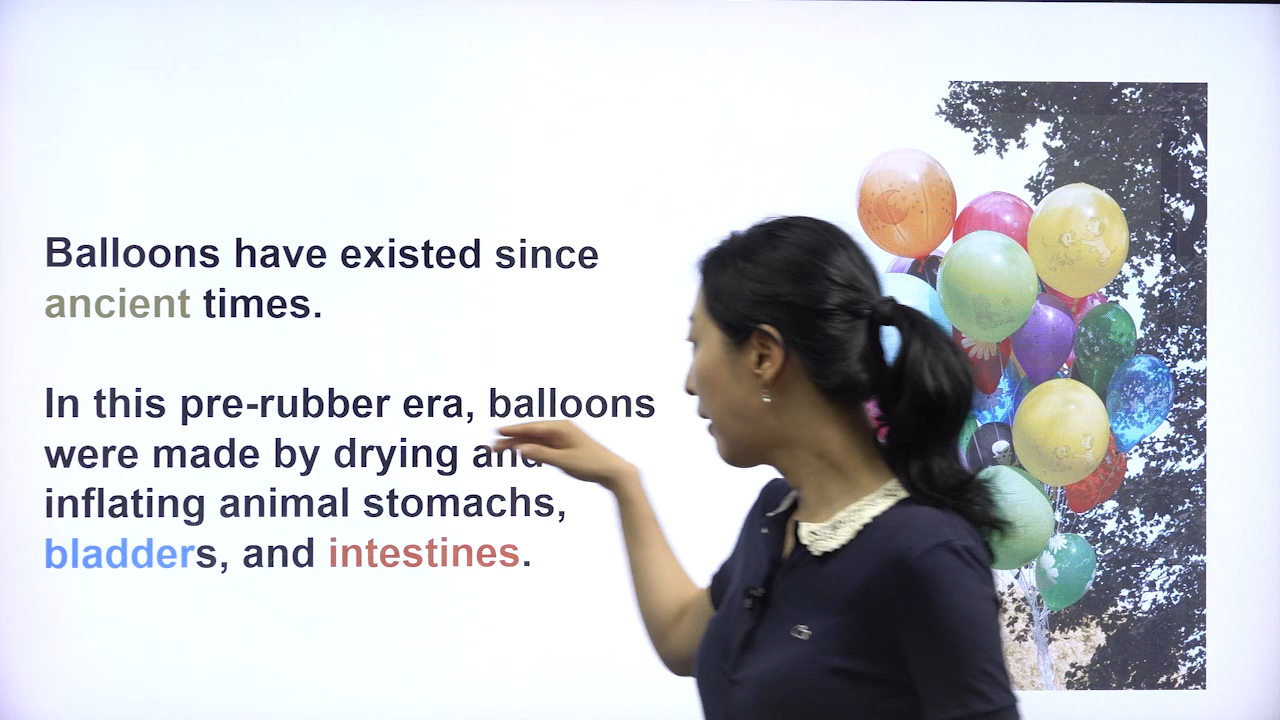 Balloons have existed since
ancient times.
In this pre-rubber era, balloons
were made by drying and
inflating animal stomachs,
bladders, and intestines.